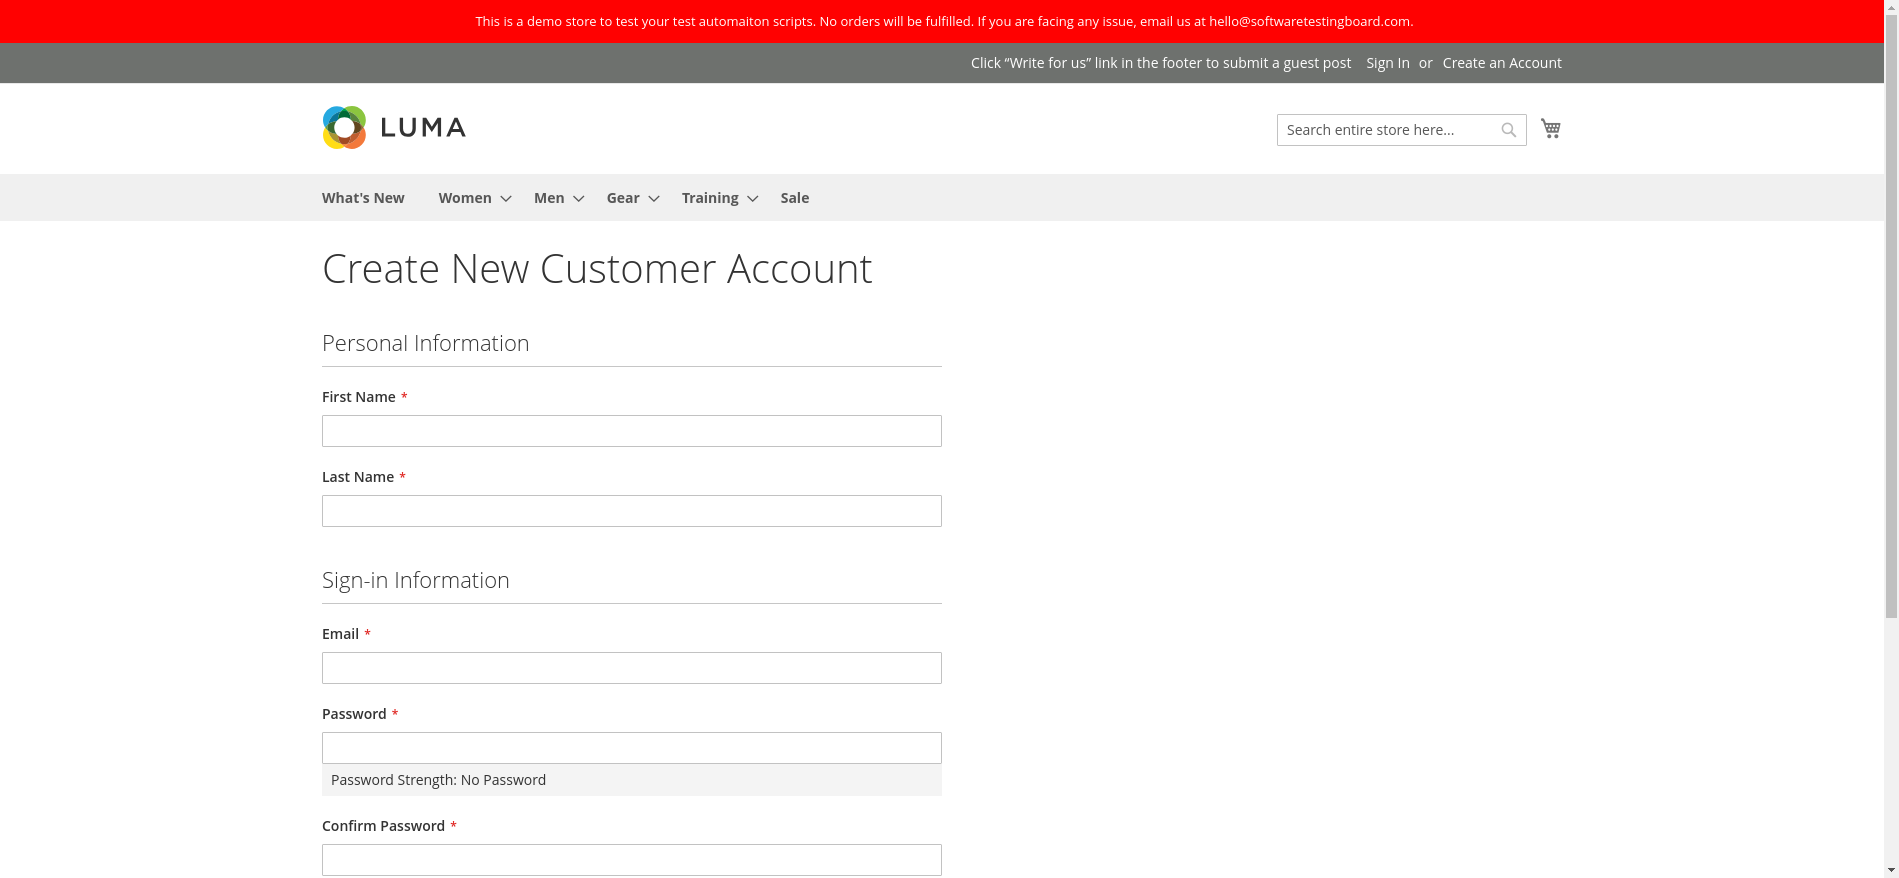 This is a demo store to test your test automaiton scripts. No orders will be fulfilled. If you are facing any issue, email us at hello@softwaretestingboard.com.
Click “Write for us” link in the footer to submit a guest post Sign In or Create an Account
LUMA
Search entire store here...
What's New Women Men Gear Training Sale
Create New Customer Account
Personal Information
First Name *
Last Name *
Sign-in Information
Email *
Password *
Password Strength: No Password
Confirm Password *